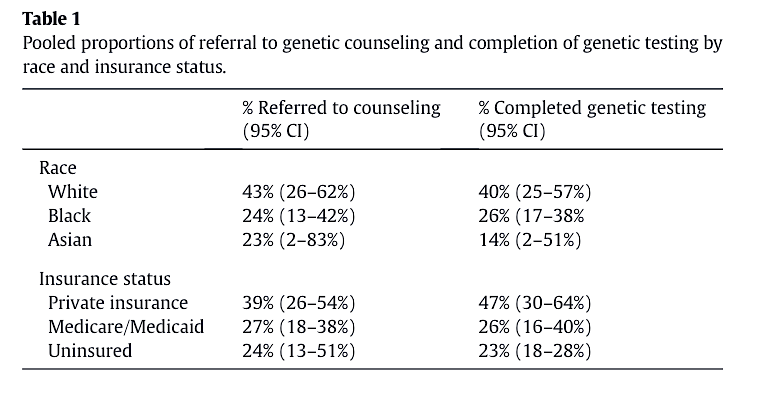 Table 1
Pooled proportions of referral to genetic counseling and completion of genetic testing by
race and insurance status.
% Referred to counseling % Completed genetic testing
(95% CI) (95% CI)
Race
White 43% (26–62%) 40% (25–57%)
Black 24% (13–42%) 26% (17–38%
Asian 23% (2–83%) 14% (2–51%)
Insurance status
Private insurance 39% (26–54%) 47% (30–64%)
Medicare/Medicaid 27% (18–38%) 26% (16–40%)
Uninsured 24% (13–51%) 23% (18–28%)